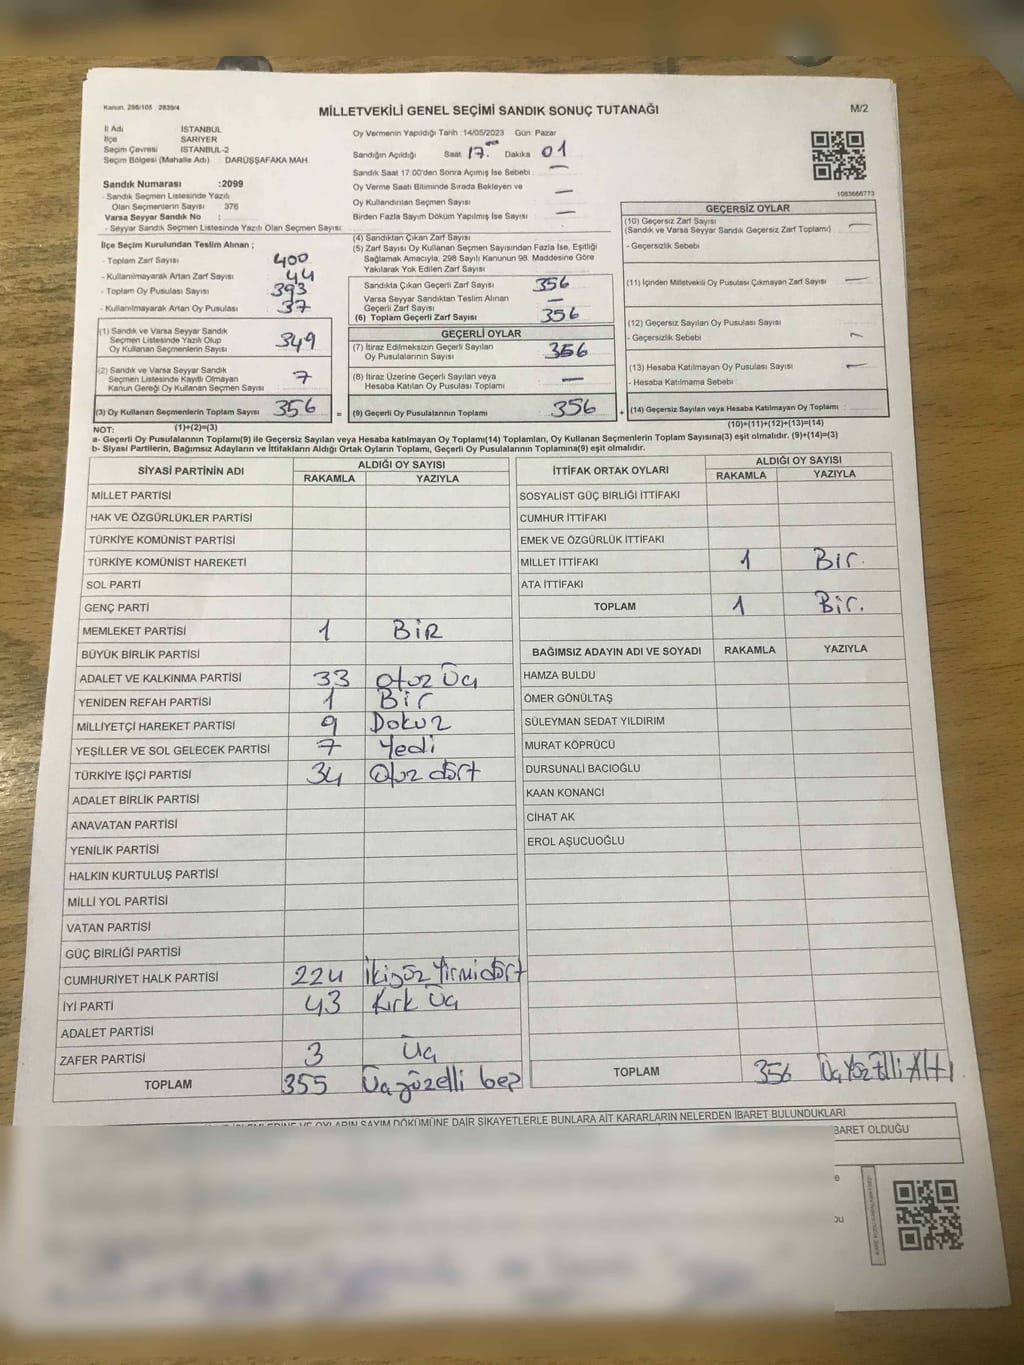 Kanun, 298/105 , 2839/4
MİLLETVEKİLİ GENEL SEÇİMİ SANDIK SONUÇ TUTANAĞI
M/2
İl Adı İSTANBUL
İlçe SARIYER
Seçim Çevresi İSTANBUL-2
Seçim Bölgesi (Mahalle Adı) : DARÜŞŞAFAKA MAH.
Oy Vermenin Yapıldığı Tarih :14/05/2023 Gün: Pazar
Sandığın Açıldığı Saat: 17. Dakika: 01
Sandık Saat 17.00'den Sonra Açımış İse Sebebi : —
Oy Verme Saati Bitiminde Sırada Bekleyen ve
Oy Kullandırılan Seçmen Sayısı : —
Birden Fazla Sayım Döküm Yapılmış İse Sayısı : —
1083666773
Sandık Numarası :2099
- Sandık Seçmen Listesinde Yazılı
Olan Seçmenlerin Sayısı : 376
Varsa Seyyar Sandık No :
- Seyyar Sandık Seçmen Listesinde Yazılı Olan Seçmen Sayısı:
İlçe Seçim Kurulundan Teslim Alınan ;
- Toplam Zarf Sayısı : 400
- Kullanılmayarak Artan Zarf Sayısı : 44
- Toplam Oy Pusulası Sayısı : 393
- Kullanılmayarak Artan Oy Pusulası : 37
(1) Sandık ve Varsa Seyyar Sandık
Seçmen Listesinde Yazılı Olup
Oy Kullanan Seçmenlerin Sayısı : 349
(2) Sandık ve Varsa Seyyar Sandık
Seçmen Listesinde Kayıtlı Olmayan
Kanun Gereği Oy Kullanan Seçmen Sayısı : 7
(3) Oy Kullanan Seçmenlerin Toplam Sayısı : 356 =
(4) Sandıktan Çıkan Zarf Sayısı :
(5) Zarf Sayısı Oy Kullanan Seçmen Sayısından Fazla İse, Eşitliği
Sağlamak Amacıyla, 298 Sayılı Kanunun 98. Maddesine Göre
Yakılarak Yok Edilen Zarf Sayısı :
Sandıkta Çıkan Geçerli Zarf Sayısı : 356
Varsa Seyyar Sandıktan Teslim Alınan
Geçerli Zarf Sayısı : —
(6) Toplam Geçerli Zarf Sayısı : 356
GEÇERLİ OYLAR
(7) İtiraz Edilmeksizin Geçerli Sayılan
Oy Pusulalarının Sayısı : 356
(8) İtiraz Üzerine Geçerli Sayılan veya
Hesaba Katılan Oy Pusulası Toplamı : —
(9) Geçerli Oy Pusulalarının Toplamı : 356 +
GEÇERSİZ OYLAR
(10) Geçersiz Zarf Sayısı
(Sandık ve Varsa Seyyar Sandık Geçersiz Zarf Toplamı) : —
- Geçersizlik Sebebi :
(11) İçinden Milletvekili Oy Pusulası Çıkmayan Zarf Sayısı : —
(12) Geçersiz Sayılan Oy Pusulası Sayısı :
- Geçersizlik Sebebi :
(13) Hesaba Katılmayan Oy Pusulası Sayısı : —
- Hesaba Katılmama Sebebi :
(14) Geçersiz Sayılan veya Hesaba Katılmayan Oy Toplamı :
NOT: (1)+(2)=(3)
(10)+(11)+(12)+(13)=(14)
a- Geçerli Oy Pusulalarının Toplamı(9) ile Geçersiz Sayılan veya Hesaba katılmayan Oy Toplamı(14) Toplamları, Oy Kullanan Seçmenlerin Toplam Sayısına(3) eşit olmalıdır. (9)+(14)=(3)
b- Siyasi Partilerin, Bağımsız Adayların ve İttifakların Aldığı Ortak Oyların Toplamı, Geçerli Oy Pusulalarının Toplamına(9) eşit olmalıdır.
SİYASİ PARTİNİN ADI ALDIĞI OY SAYISI
RAKAMLA YAZIYLA
MİLLET PARTİSİ
HAK VE ÖZGÜRLÜKLER PARTİSİ
TÜRKİYE KOMÜNİST PARTİSİ
TÜRKİYE KOMÜNİST HAREKETİ
SOL PARTİ
GENÇ PARTİ
MEMLEKET PARTİSİ 1 BİR
BÜYÜK BİRLİK PARTİSİ
ADALET VE KALKINMA PARTİSİ 33 Otuz Üç
YENİDEN REFAH PARTİSİ 1 Bir
MİLLİYETÇİ HAREKET PARTİSİ 9 Dokuz
YEŞİLLER VE SOL GELECEK PARTİSİ 7 Yedi
TÜRKİYE İŞÇİ PARTİSİ 34 Otuz dört
ADALET BİRLİK PARTİSİ
ANAVATAN PARTİSİ
YENİLİK PARTİSİ
HALKIN KURTULUŞ PARTİSİ
MİLLİ YOL PARTİSİ
VATAN PARTİSİ
GÜÇ BİRLİĞİ PARTİSİ
CUMHURİYET HALK PARTİSİ 224 İkiyüz Yirmidört
İYİ PARTİ 43 Kırk Üç
ADALET PARTİSİ
ZAFER PARTİSİ 3 Üç
TOPLAM 355 Üçyüzelli beş
İTTİFAK ORTAK OYLARI ALDIĞI OY SAYISI
RAKAMLA YAZIYLA
SOSYALİST GÜÇ BİRLİĞİ İTTİFAKI
CUMHUR İTTİFAKI
EMEK VE ÖZGÜRLÜK İTTİFAKI
MİLLET İTTİFAKI 1 Bir.
ATA İTTİFAKI
TOPLAM 1 Bir.
BAĞIMSIZ ADAYIN ADI VE SOYADI RAKAMLA YAZIYLA
HAMZA BULDU
ÖMER GÖNÜLTAŞ
SÜLEYMAN SEDAT YILDIRIM
MURAT KÖPRÜCÜ
DURSUNALİ BACIOĞLU
KAAN KONANCİ
CİHAT AK
EROL AŞUCUOĞLU
TOPLAM 356 Üç Yüz Elli Altı
OYLARIN SAYIM DÖKÜMÜNE DAİR ŞİKAYETLERLE BUNLARA AİT KARARLARIN NELERDEN İBARET BULUNDUKLARI
BARET OLDUĞU